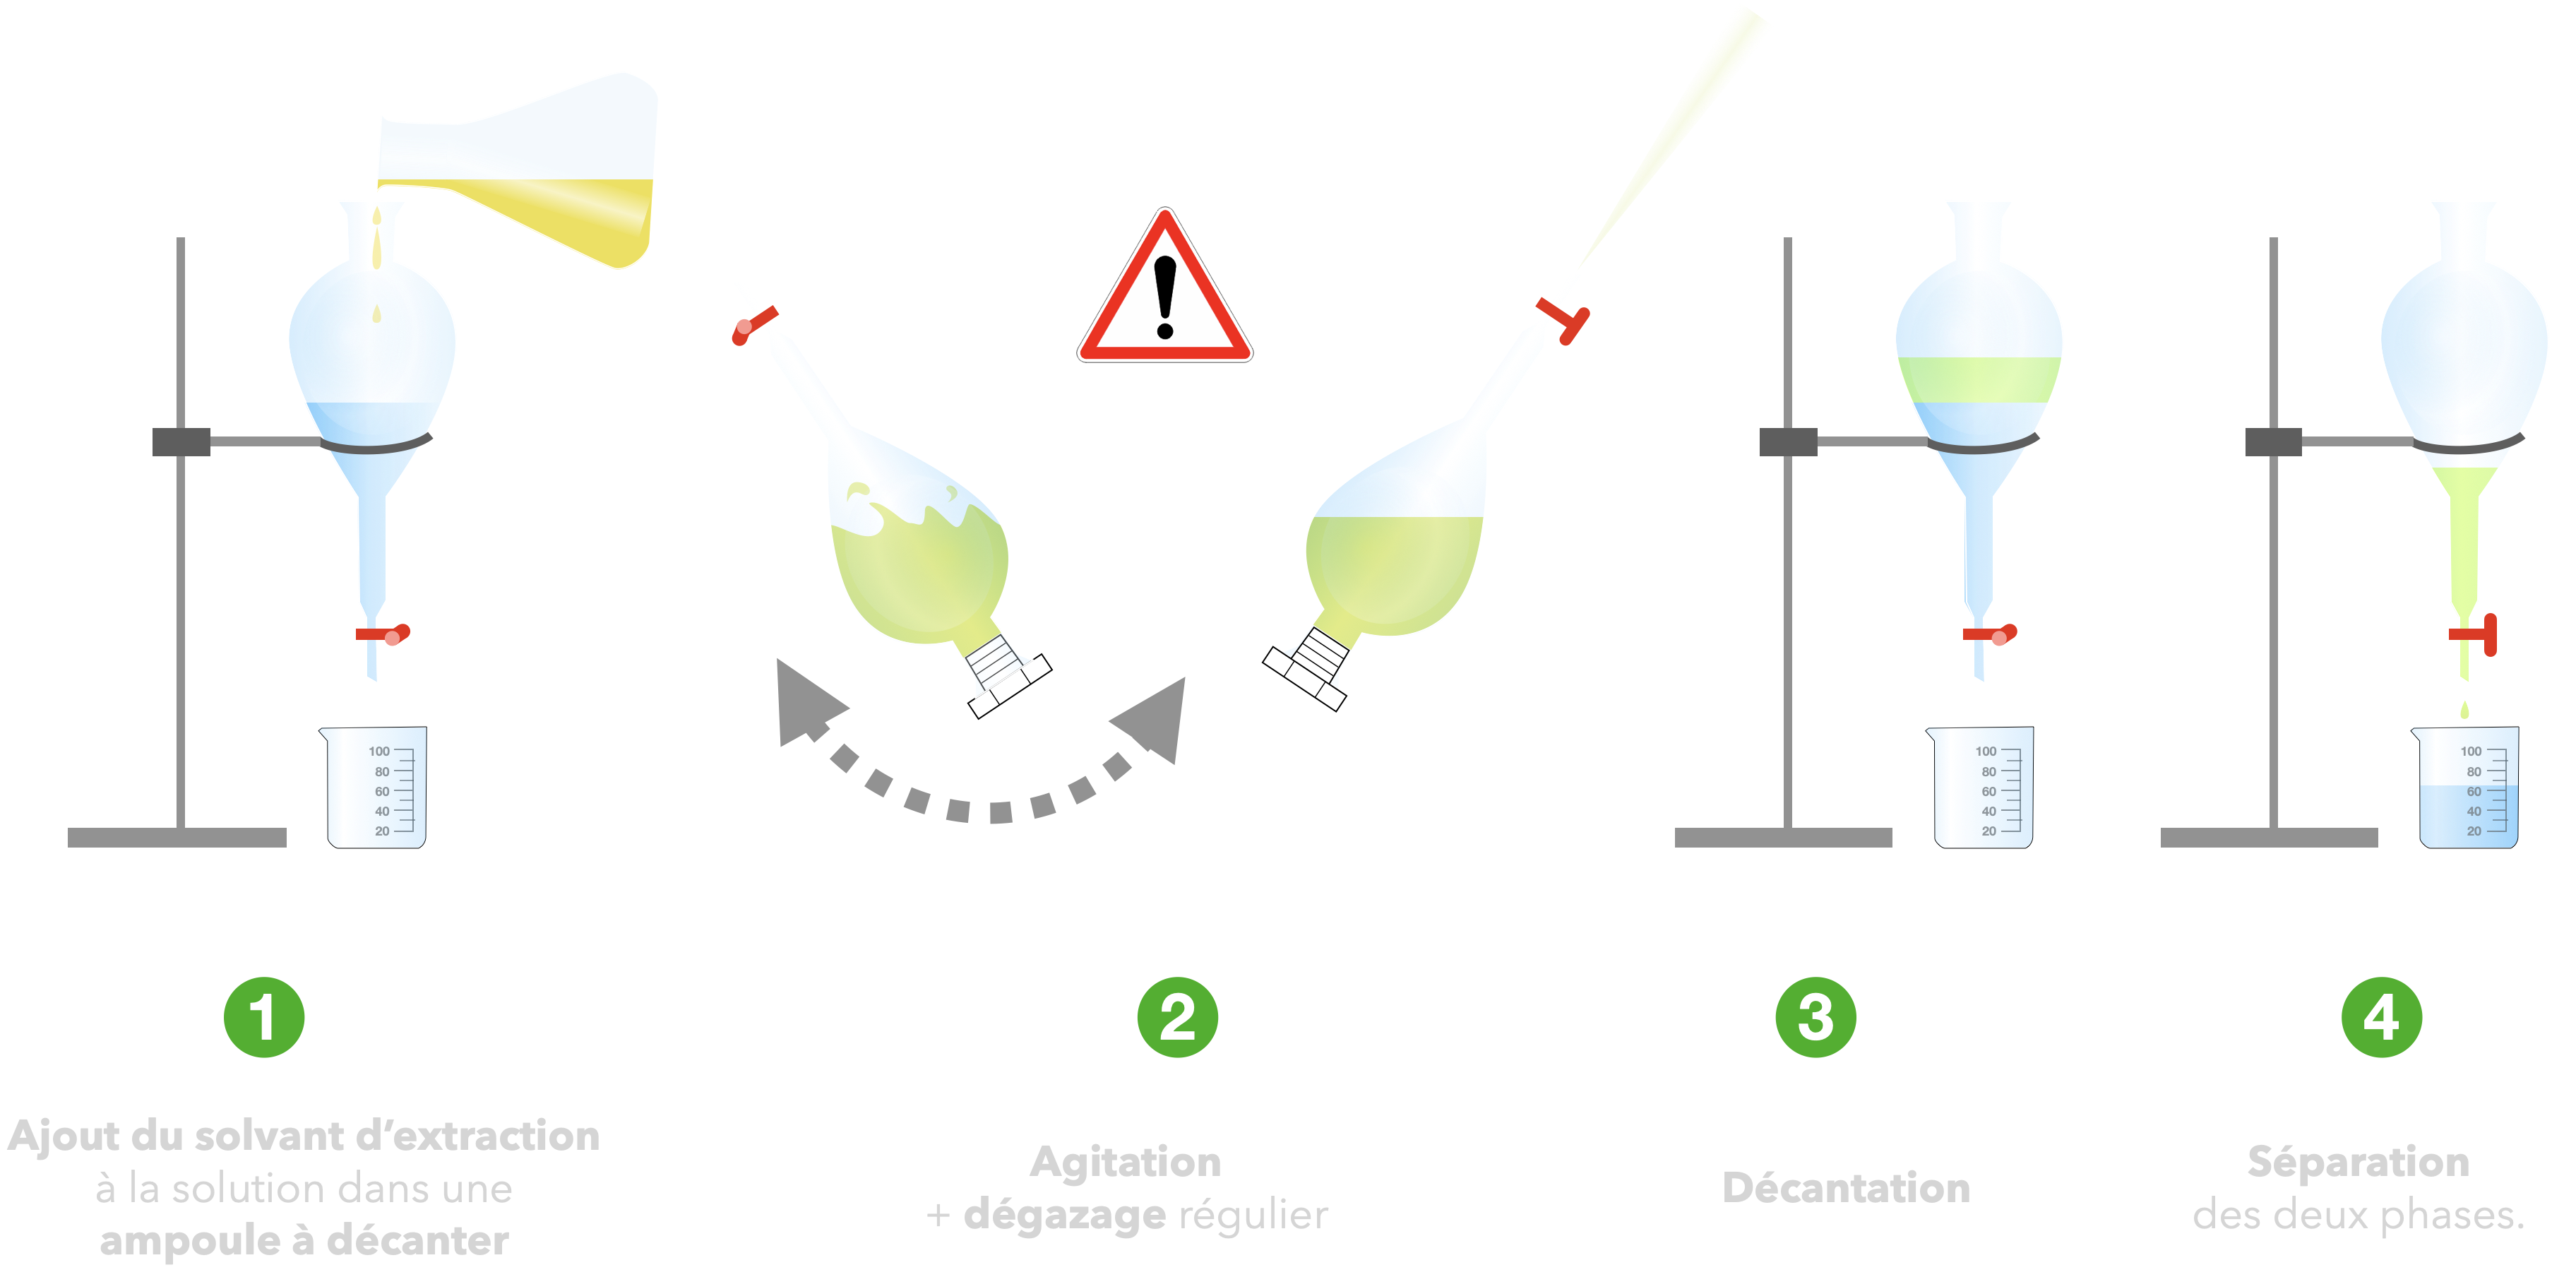 100
80
60
40
20
100
80
60
40
20
100
80
60
40
20
1
Ajout du solvant d’extraction
à la solution dans une
ampoule à décanter
2
Agitation
+ dégazage régulier
3
Décantation
4
Séparation
des deux phases.